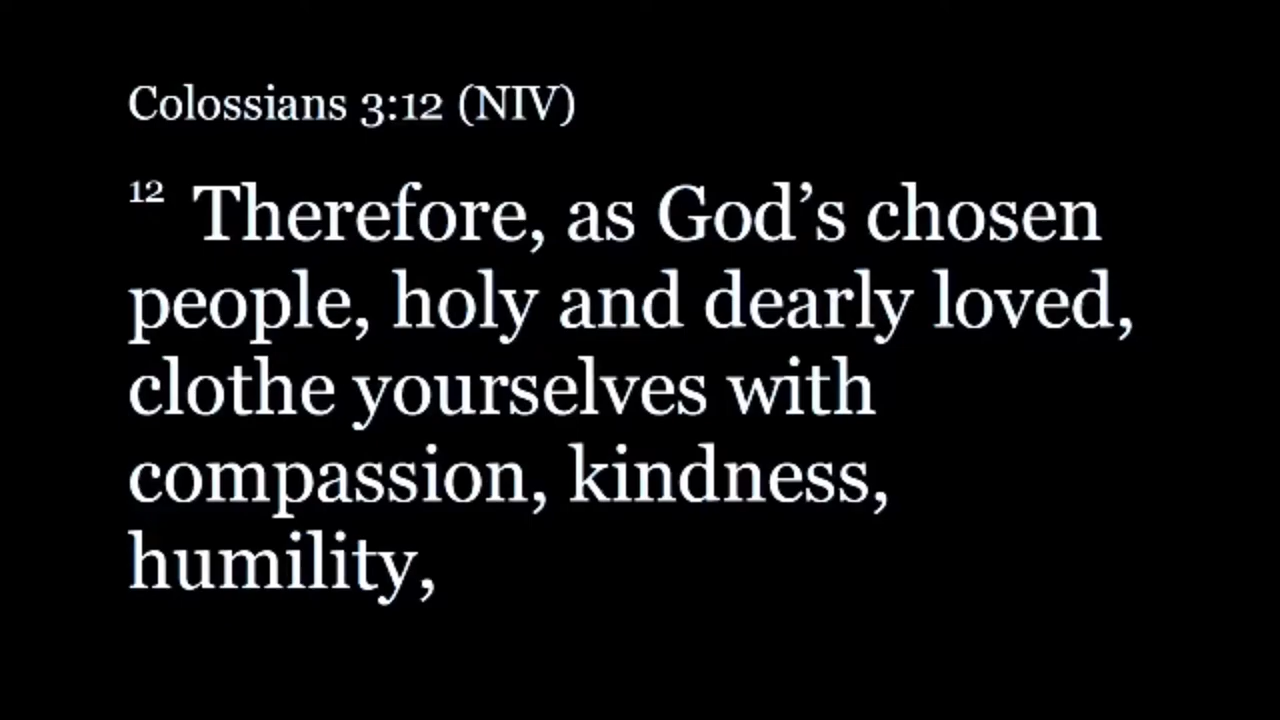 Colossians 3:12 (NIV)
12 Therefore, as God’s chosen
people, holy and dearly loved,
clothe yourselves with
compassion, kindness,
humility,